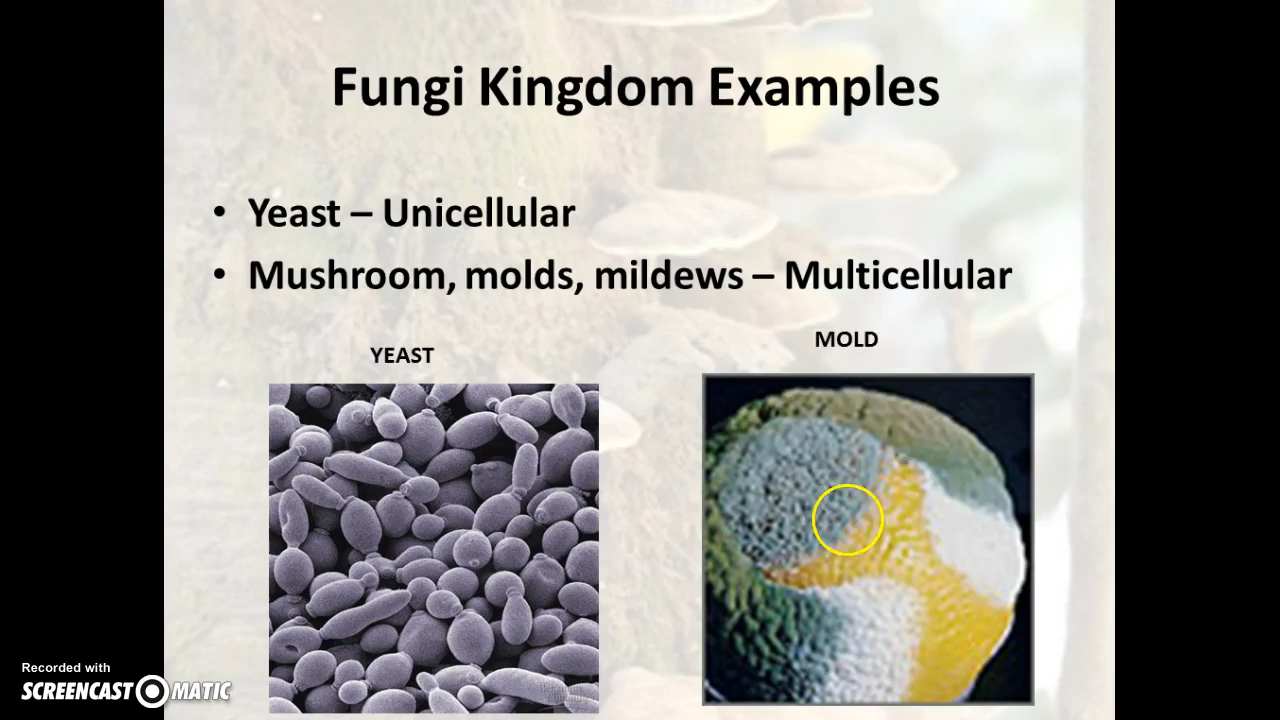 Fungi Kingdom Examples
• Yeast – Unicellular
• Mushroom, molds, mildews – Multicellular
YEAST
MOLD
Recorded with
SCREENCAST MATIC